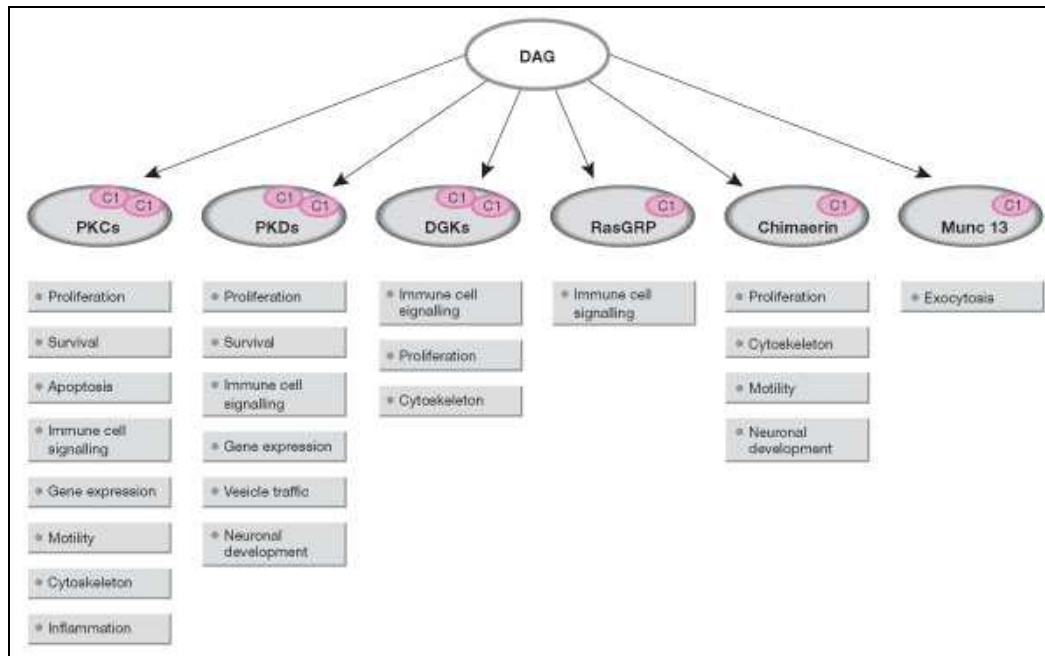 DAG
C1
C1
PKCs
C1
C1
PKDs
C1
C1
DGKs
C1
RasGRP
C1
Chimaerin
C1
Munc 13
Proliferation
Survival
Apoptosis
Immune cell
signalling
Gene expression
Motility
Cytoskeleton
Inflammation
Proliferation
Survival
Immune cell
signalling
Gene expression
Vesicle traffic
Neuronal
development
Immune cell
signalling
Proliferation
Cytoskeleton
Immune cell
signalling
Proliferation
Cytoskeleton
Motility
Neuronal
development
Exocytosis